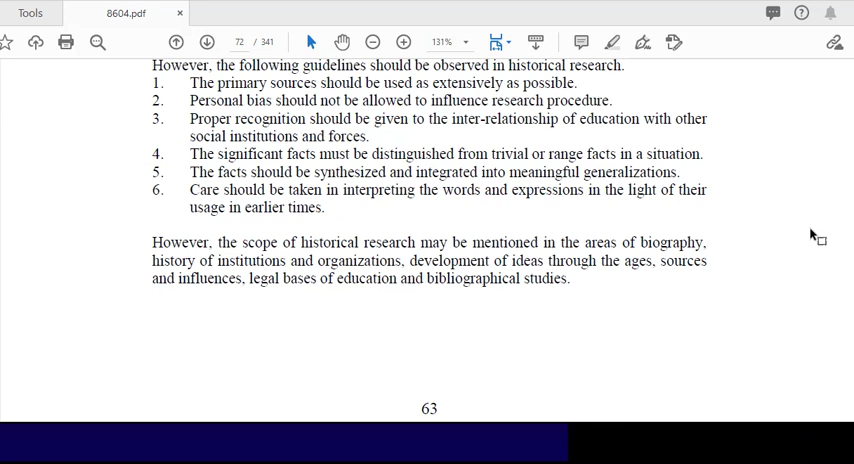 Tools
8604.pdf ×
72 / 341
131%
However, the following guidelines should be observed in historical research.
1. The primary sources should be used as extensively as possible.
2. Personal bias should not be allowed to influence research procedure.
3. Proper recognition should be given to the inter-relationship of education with other
social institutions and forces.
4. The significant facts must be distinguished from trivial or range facts in a situation.
5. The facts should be synthesized and integrated into meaningful generalizations.
6. Care should be taken in interpreting the words and expressions in the light of their
usage in earlier times.
However, the scope of historical research may be mentioned in the areas of biography,
history of institutions and organizations, development of ideas through the ages, sources
and influences, legal bases of education and bibliographical studies.
63